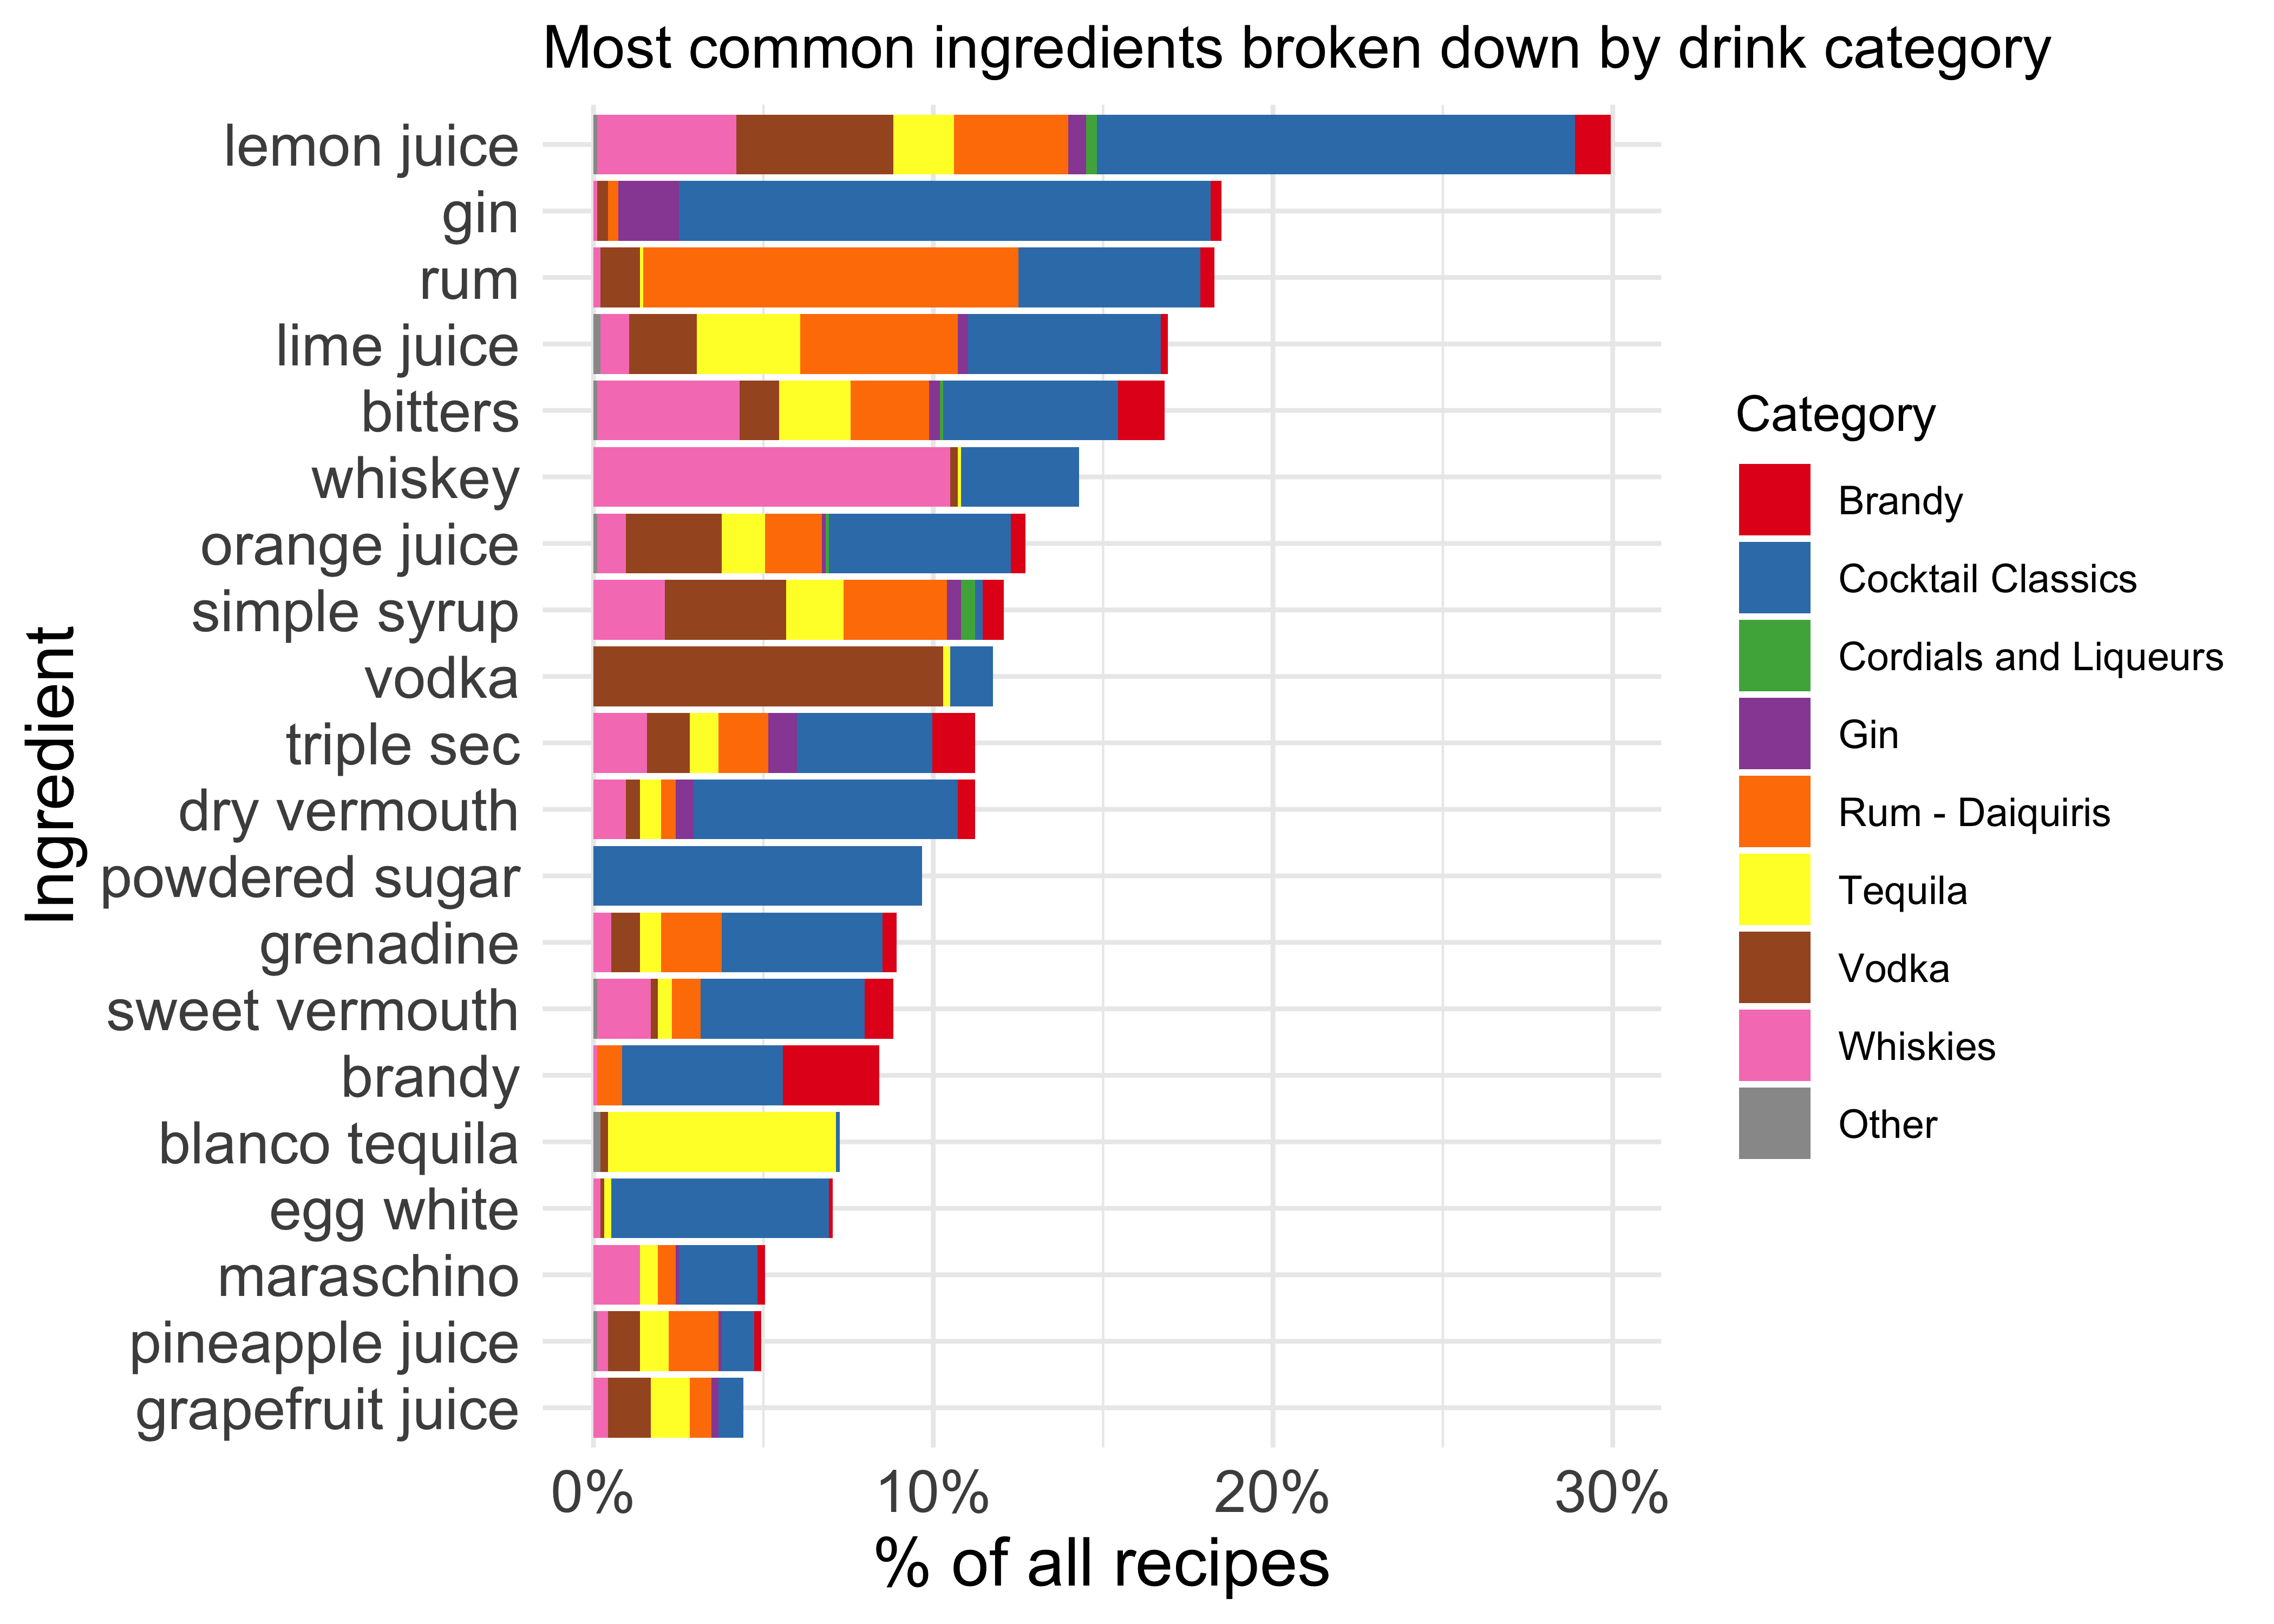 Most common ingredients broken down by drink category
Ingredient
lemon juice
gin
rum
lime juice
bitters
whiskey
orange juice
simple syrup
vodka
triple sec
dry vermouth
powdered sugar
grenadine
sweet vermouth
brandy
blanco tequila
egg white
maraschino
pineapple juice
grapefruit juice
0% 10% 20% 30%
% of all recipes
Category
Brandy
Cocktail Classics
Cordials and Liqueurs
Gin
Rum - Daiquiris
Tequila
Vodka
Whiskies
Other